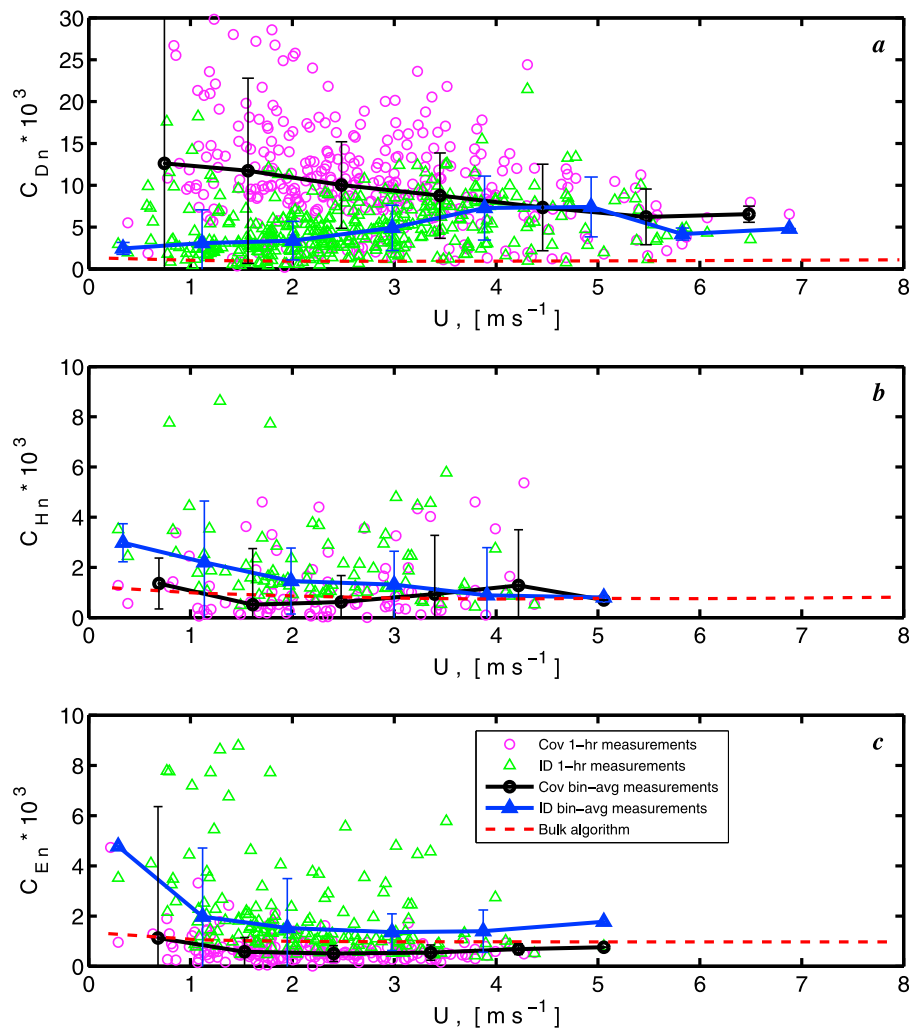 a
30
25
20
15
10
5
0
C_Dn * 10^3
0 1 2 3 4 5 6 7 8
U , [ m s^−1 ]
b
10
8
6
4
2
0
C_Hn * 10^3
0 1 2 3 4 5 6 7 8
U , [ m s^−1 ]
c
10
8
6
4
2
0
C_En * 10^3
Cov 1−hr measurements
ID 1−hr measurements
Cov bin−avg measurements
ID bin−avg measurements
Bulk algorithm
0 1 2 3 4 5 6 7 8
U , [ m s^−1 ]